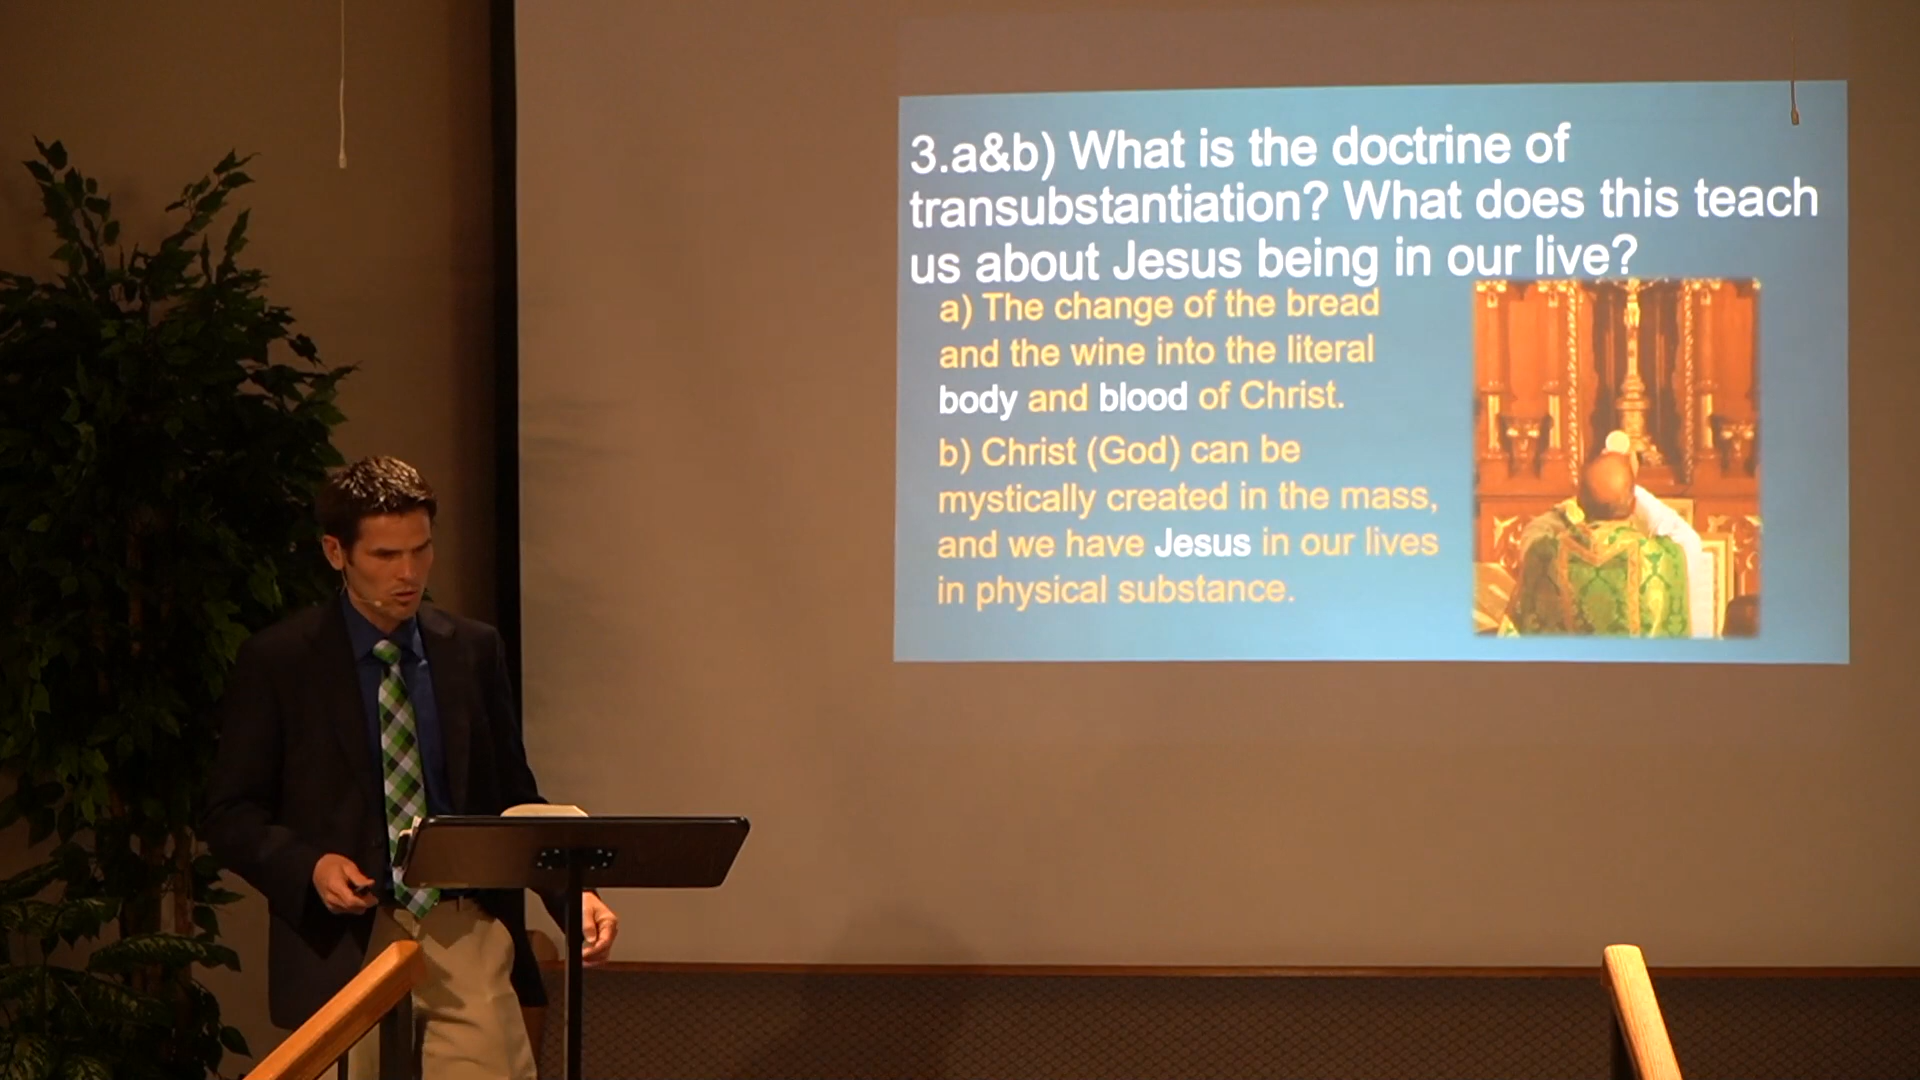 3.a&b) What is the doctrine of
transubstantiation? What does this teach
us about Jesus being in our live?
a) The change of the bread
and the wine into the literal
body and blood of Christ.
b) Christ (God) can be
mystically created in the mass,
and we have Jesus in our lives
in physical substance.